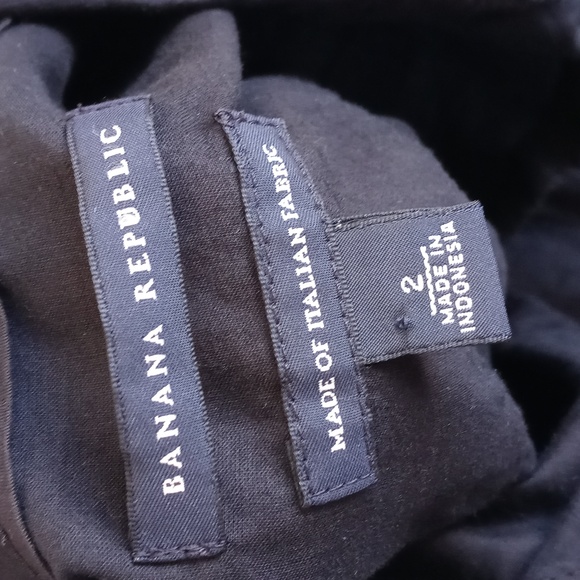 BANANA REPUBLIC
MADE OF ITALIAN FABRIC
2
MADE IN
INDONESIA